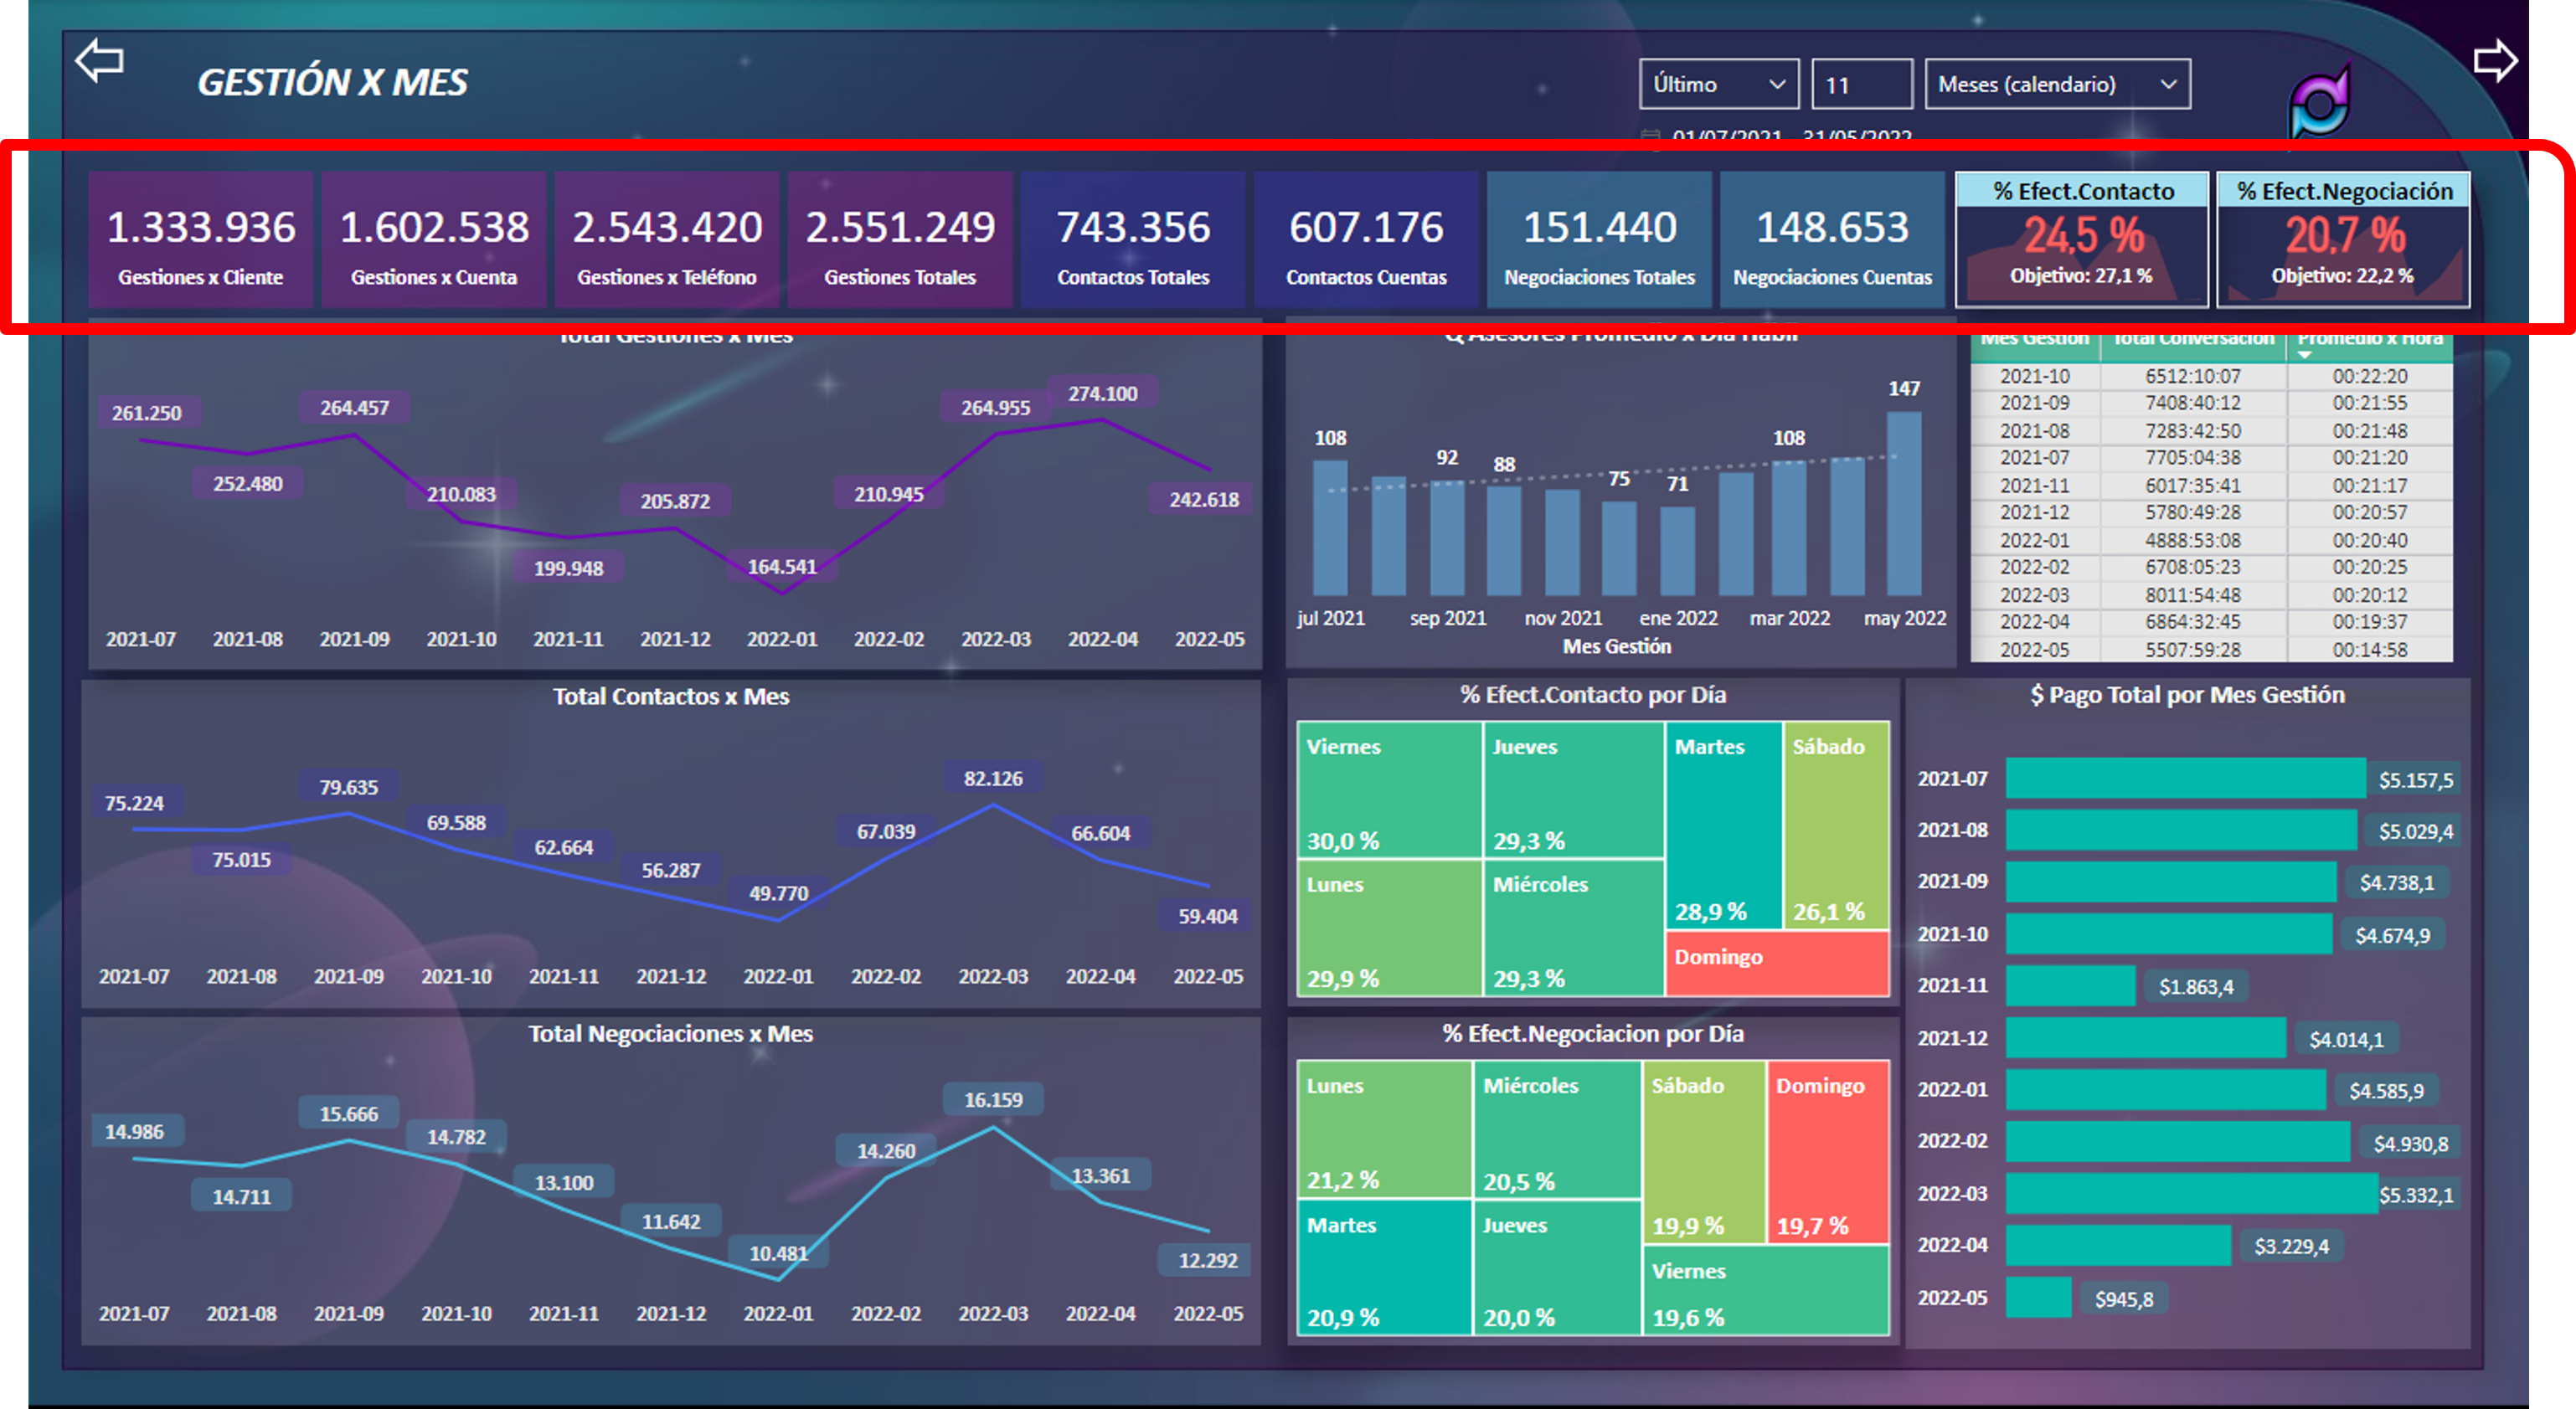 GESTIÓN X MES
Último
11
Meses (calendario)
01/07/2021 - 31/05/2022
1.333.936
Gestiones x Cliente
1.602.538
Gestiones x Cuenta
2.543.420
Gestiones x Teléfono
2.551.249
Gestiones Totales
743.356
Contactos Totales
607.176
Contactos Cuentas
151.440
Negociaciones Totales
148.653
Negociaciones Cuentas
% Efect.Contacto
24,5 %
Objetivo: 27,1 %
% Efect.Negociación
20,7 %
Objetivo: 22,2 %
Total Gestiones x Mes
261.250
252.480
264.457
210.083
199.948
205.872
164.541
210.945
264.955
274.100
242.618
2021-07 2021-08 2021-09 2021-10 2021-11 2021-12 2022-01 2022-02 2022-03 2022-04 2022-05
Q Asesores Promedio x Día Hábil
108
92
88
75
71
108
147
jul 2021 sep 2021 nov 2021 ene 2022 mar 2022 may 2022
Mes Gestión
Mes Gestión Total Conversación Promedio x Hora
2021-10 6512:10:07 00:22:20
2021-09 7408:40:12 00:21:55
2021-08 7283:42:50 00:21:48
2021-07 7705:04:38 00:21:20
2021-11 6017:35:41 00:21:17
2021-12 5780:49:28 00:20:57
2022-01 4888:53:08 00:20:40
2022-02 6708:05:23 00:20:25
2022-03 8011:54:48 00:20:12
2022-04 6864:32:45 00:19:37
2022-05 5507:59:28 00:14:58
Total Contactos x Mes
75.224
75.015
79.635
69.588
62.664
56.287
49.770
67.039
82.126
66.604
59.404
2021-07 2021-08 2021-09 2021-10 2021-11 2021-12 2022-01 2022-02 2022-03 2022-04 2022-05
% Efect.Contacto por Día
Viernes
30,0 %
Jueves
29,3 %
Martes
28,9 %
Sábado
26,1 %
Lunes
29,9 %
Miércoles
29,3 %
Domingo
$ Pago Total por Mes Gestión
2021-07 $5.157,5
2021-08 $5.029,4
2021-09 $4.738,1
2021-10 $4.674,9
2021-11 $1.863,4
2021-12 $4.014,1
2022-01 $4.585,9
2022-02 $4.930,8
2022-03 $5.332,1
2022-04 $3.229,4
2022-05 $945,8
Total Negociaciones x Mes
14.986
14.711
15.666
14.782
13.100
11.642
10.481
14.260
16.159
13.361
12.292
2021-07 2021-08 2021-09 2021-10 2021-11 2021-12 2022-01 2022-02 2022-03 2022-04 2022-05
% Efect.Negociacion por Día
Lunes
21,2 %
Miércoles
20,5 %
Sábado
19,9 %
Domingo
19,7 %
Martes
20,9 %
Jueves
20,0 %
Viernes
19,6 %